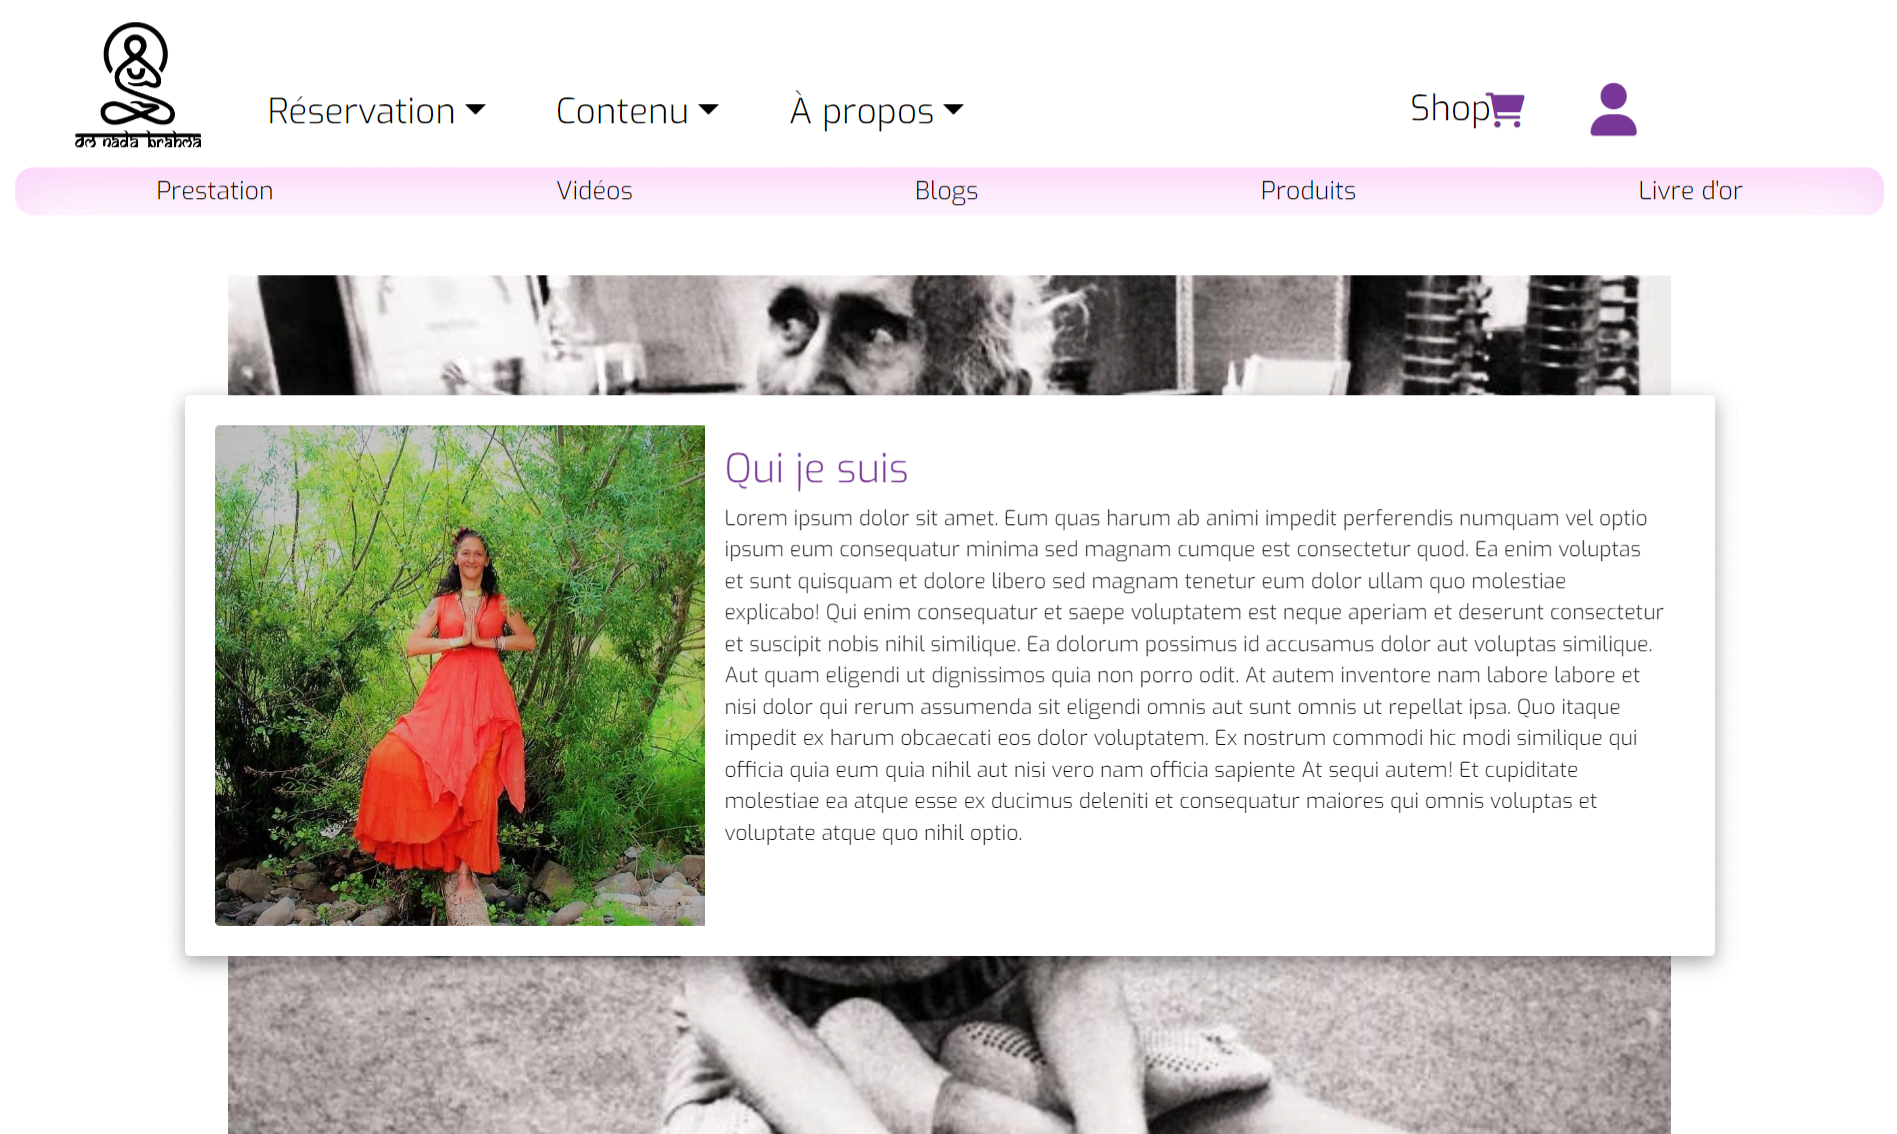 om nada brahma
Réservation
Contenu
À propos
Shop
Prestation
Vidéos
Blogs
Produits
Livre d'or
Qui je suis
Lorem ipsum dolor sit amet. Eum quas harum ab animi impedit perferendis numquam vel optio
ipsum eum consequatur minima sed magnam cumque est consectetur quod. Ea enim voluptas
et sunt quisquam et dolore libero sed magnam tenetur eum dolor ullam quo molestiae
explicabo! Qui enim consequatur et saepe voluptatem est neque aperiam et deserunt consectetur
et suscipit nobis nihil similique. Ea dolorum possimus id accusamus dolor aut voluptas similique.
Aut quam eligendi ut dignissimos quia non porro odit. At autem inventore nam labore labore et
nisi dolor qui rerum assumenda sit eligendi omnis aut sunt omnis ut repellat ipsa. Quo itaque
impedit ex harum obcaecati eos dolor voluptatem. Ex nostrum commodi hic modi similique qui
officia quia eum quia nihil aut nisi vero nam officia sapiente At sequi autem! Et cupiditate
molestiae ea atque esse ex ducimus deleniti et consequatur maiores qui omnis voluptas et
voluptate atque quo nihil optio.